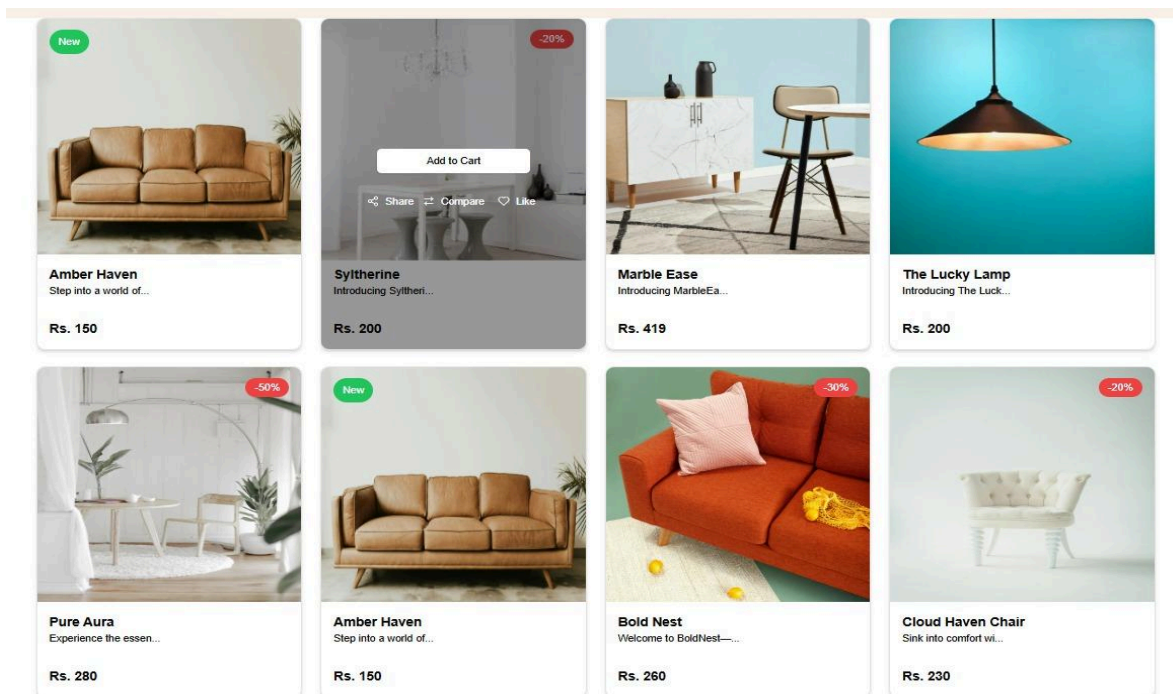 New
Amber Haven
Step into a world of...
Rs. 150
-20%
Add to Cart
Share Compare Like
Syltherine
Introducing Syltheri...
Rs. 200
Marble Ease
Introducing MarbleEa...
Rs. 419
The Lucky Lamp
Introducing The Luck...
Rs. 200
-50%
Pure Aura
Experience the essen...
Rs. 280
New
Amber Haven
Step into a world of...
Rs. 150
-30%
Bold Nest
Welcome to BoldNest—...
Rs. 260
-20%
Cloud Haven Chair
Sink into comfort wi...
Rs. 230